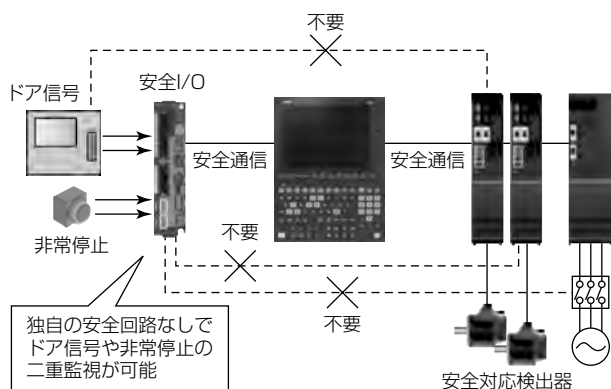 不要
ドア信号
安全I/O
安全通信
安全通信
非常停止
不要
不要
独自の安全回路なしで
ドア信号や非常停止の
二重監視が可能
安全対応検出器